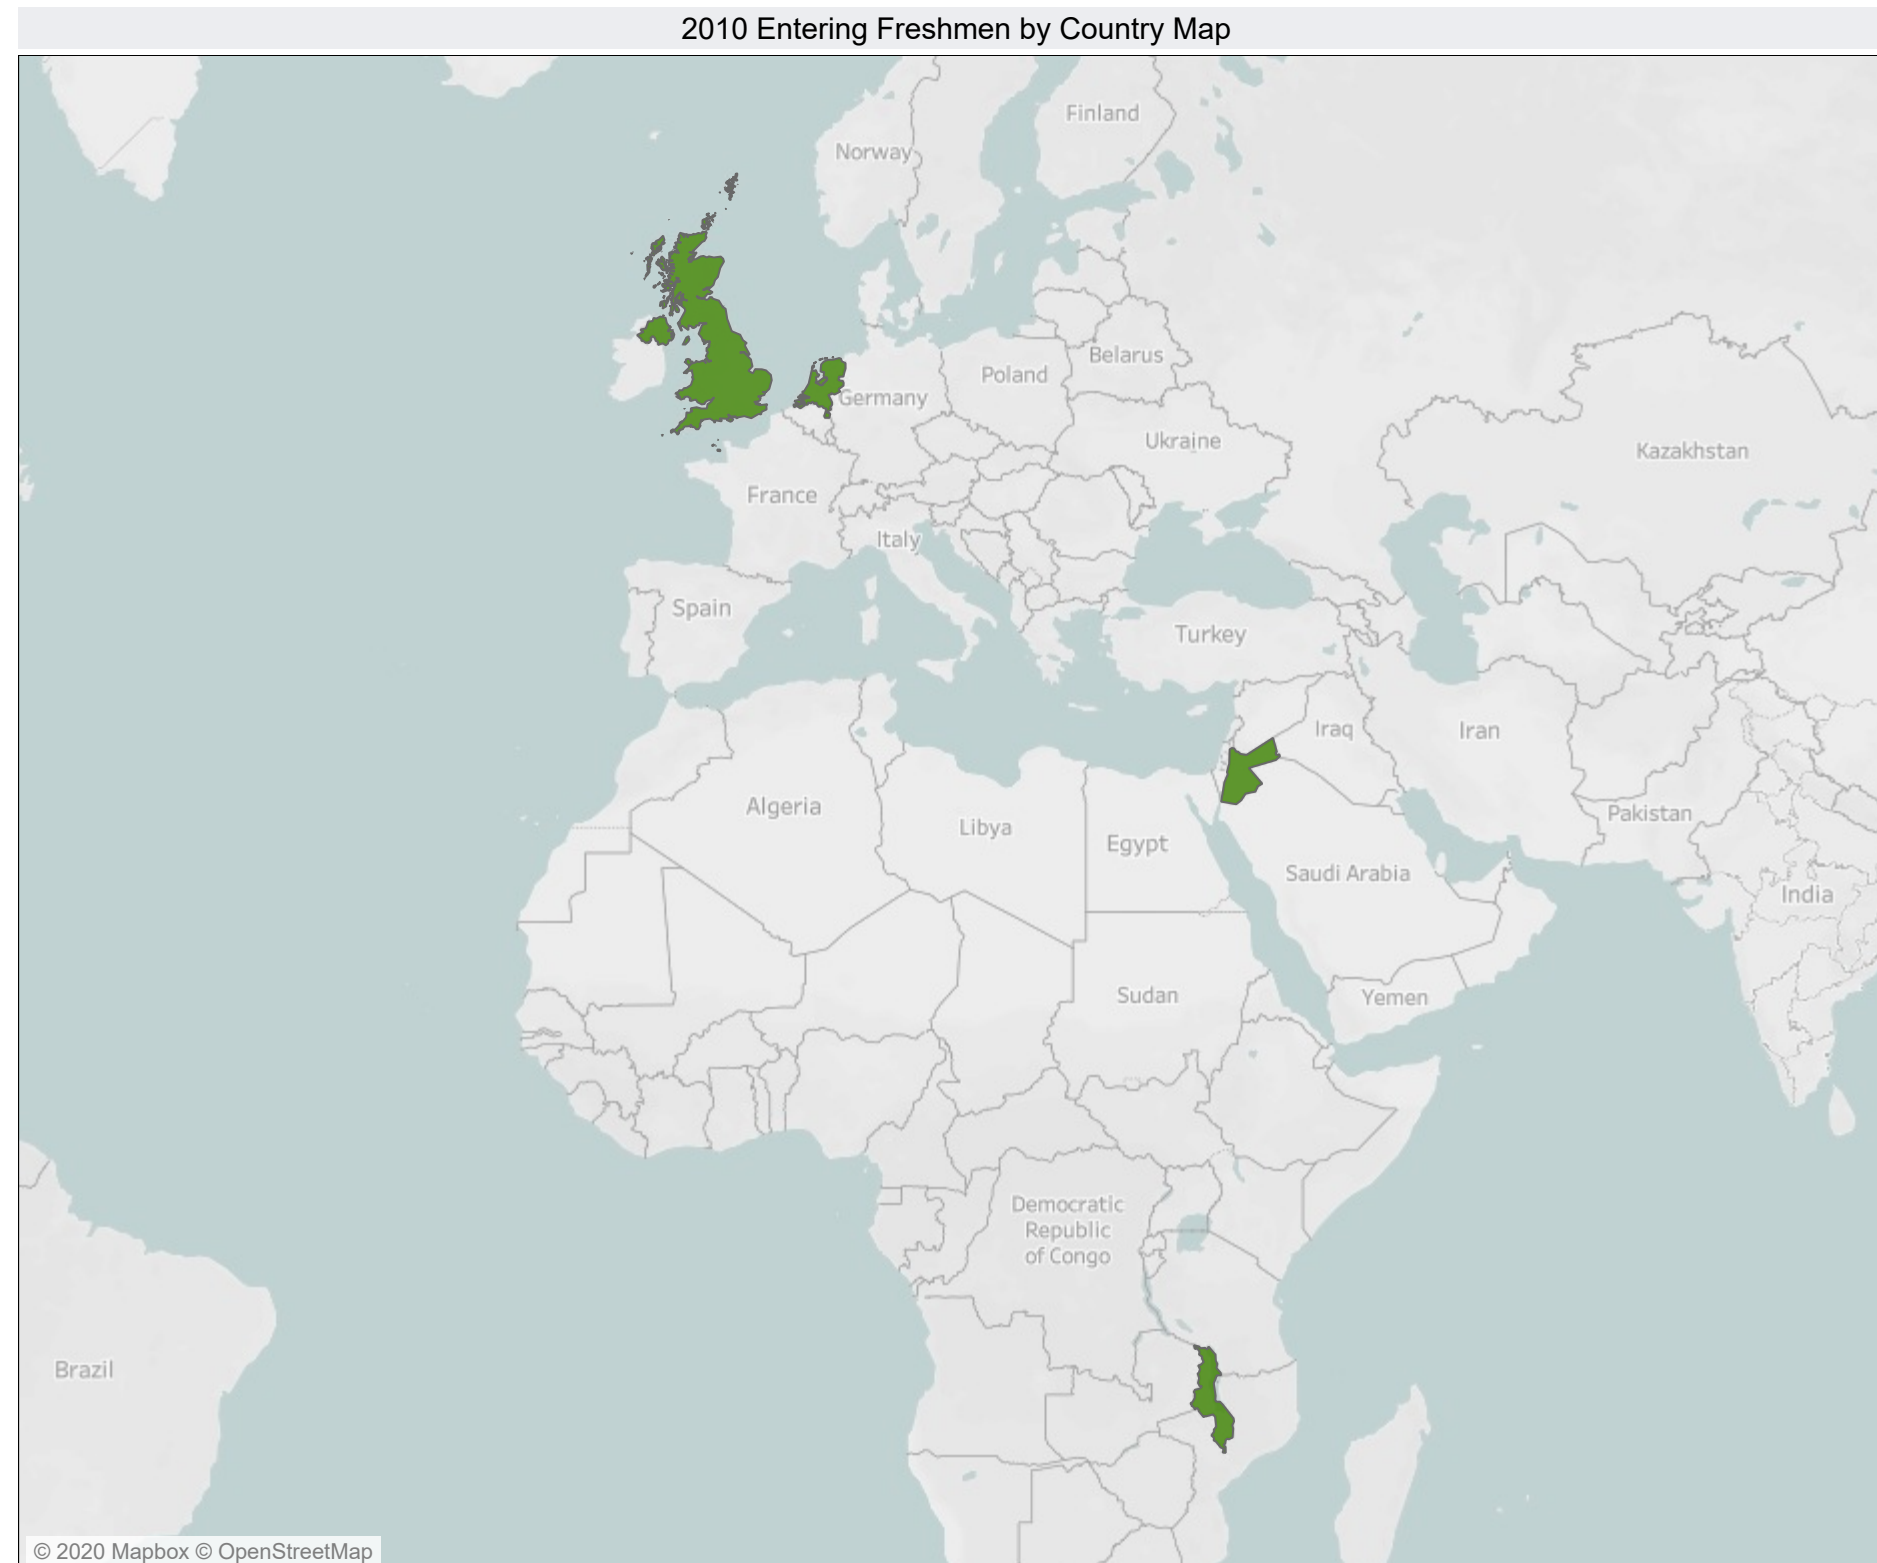 2010 Entering Freshmen by Country Map
Finland
Norway
Belarus
Poland
Germany
Ukraine
Kazakhstan
France
Italy
Spain
Turkey
Iraq
Iran
Algeria
Libya
Egypt
Pakistan
Saudi Arabia
India
Sudan
Yemen
Democratic
Republic
of Congo
Brazil
© 2020 Mapbox © OpenStreetMap